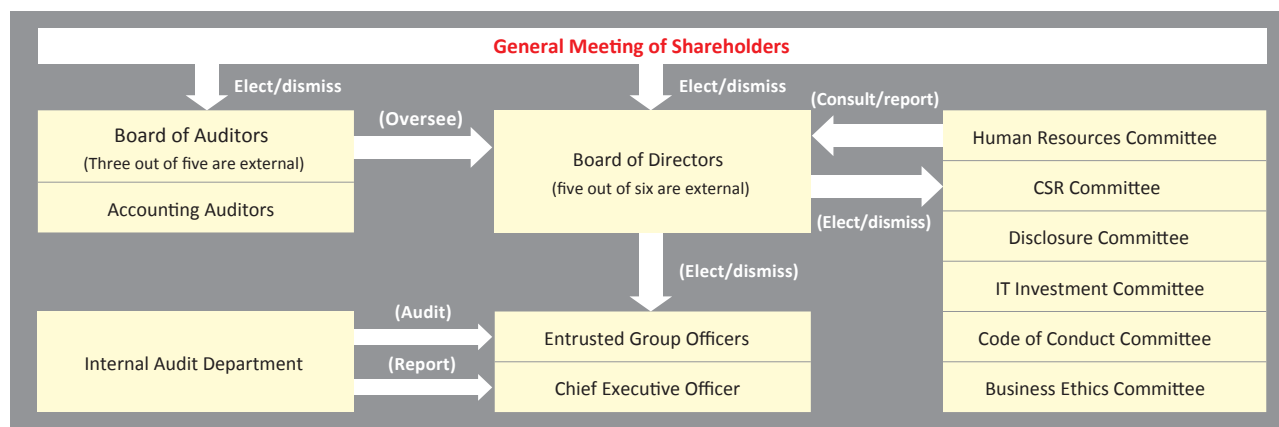 General Meeting of Shareholders
Elect/dismiss
Elect/dismiss
(Consult/report)
Board of Auditors
(Three out of five are external)
Accounting Auditors
(Oversee)
Board of Directors
(five out of six are external)
(Elect/dismiss)
Human Resources Committee
CSR Committee
Disclosure Committee
IT Investment Committee
Code of Conduct Committee
Business Ethics Committee
(Elect/dismiss)
Internal Audit Department
(Audit)
(Report)
Entrusted Group Officers
Chief Executive Officer